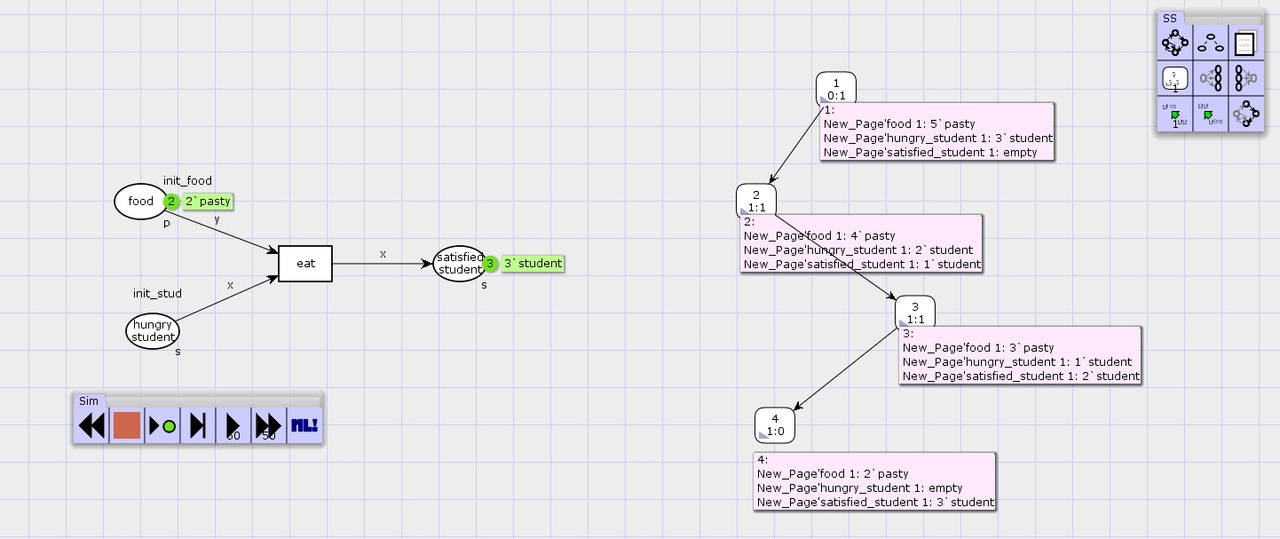 init_food
food
2
2`pasty
p
y
eat
x
satisfied
student
3
3`student
s
init_stud
x
hungry
student
s
Sim
50
50
ML!
1
0:1
1:
New_Page'food 1: 5`pasty
New_Page'hungry_student 1: 3`student
New_Page'satisfied_student 1: empty
2
1:1
2:
New_Page'food 1: 4`pasty
New_Page'hungry_student 1: 2`student
New_Page'satisfied_student 1: 1`student
3
1:1
3:
New_Page'food 1: 3`pasty
New_Page'hungry_student 1: 1`student
New_Page'satisfied_student 1: 2`student
4
1:0
4:
New_Page'food 1: 2`pasty
New_Page'hungry_student 1: empty
New_Page'satisfied_student 1: 3`student
SS
1
1